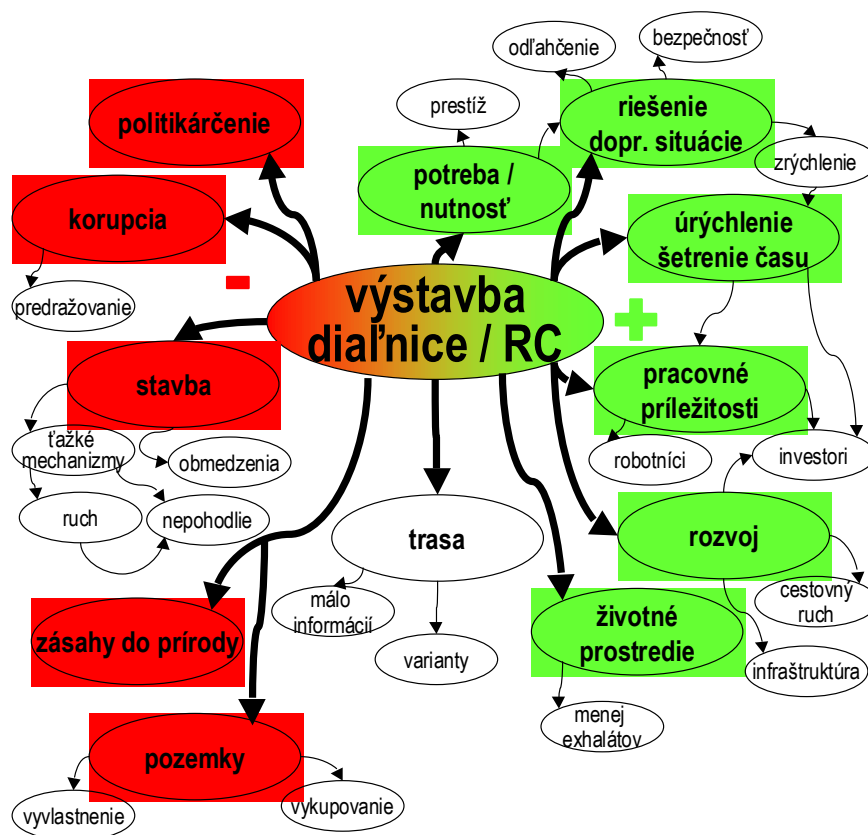 odľahčenie
bezpečnosť
politikárčenie
prestíž
riešenie
dopr. situácie
zrýchlenie
korupcia
potreba /
nutnosť
úrýchlenie
šetrenie času
predražovanie
-
výstavba
diaľnice / RC
+
stavba
pracovné
príležitosti
ťažké
mechanizmy
obmedzenia
robotníci
investori
ruch
nepohodlie
trasa
rozvoj
málo
informácií
cestovný
ruch
zásahy do prírody
životné
prostredie
varianty
infraštruktúra
menej
exhalátov
pozemky
vyvlastnenie
vykupovanie